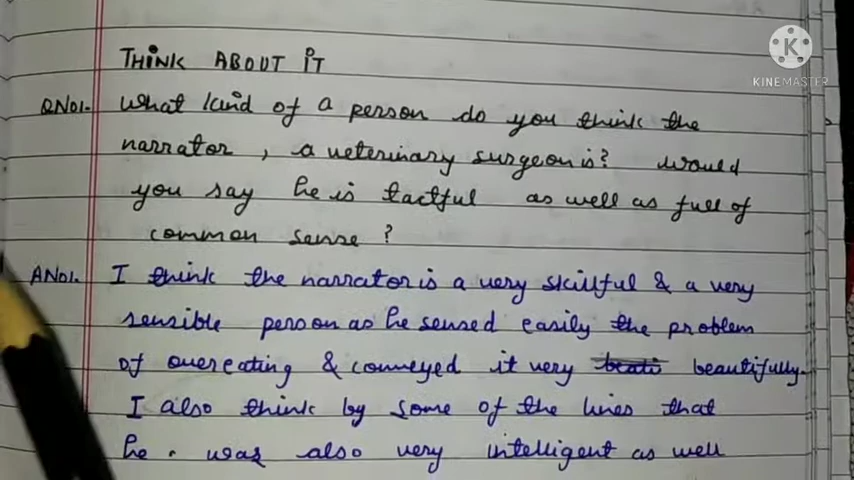 THINK ABOUT IT
KINEMASTER
QNO1. What kind of a person do you think the
narrator, a veterinary surgeon is? would
you say he is tactful as well as full of
common sense?
ANO1. I think the narrator is a very skillful & a very
sensible person as he sensed easily the problem
of overeating & conveyed it very beautifully.
I also think by some of the lines that
he was also very intelligent as well